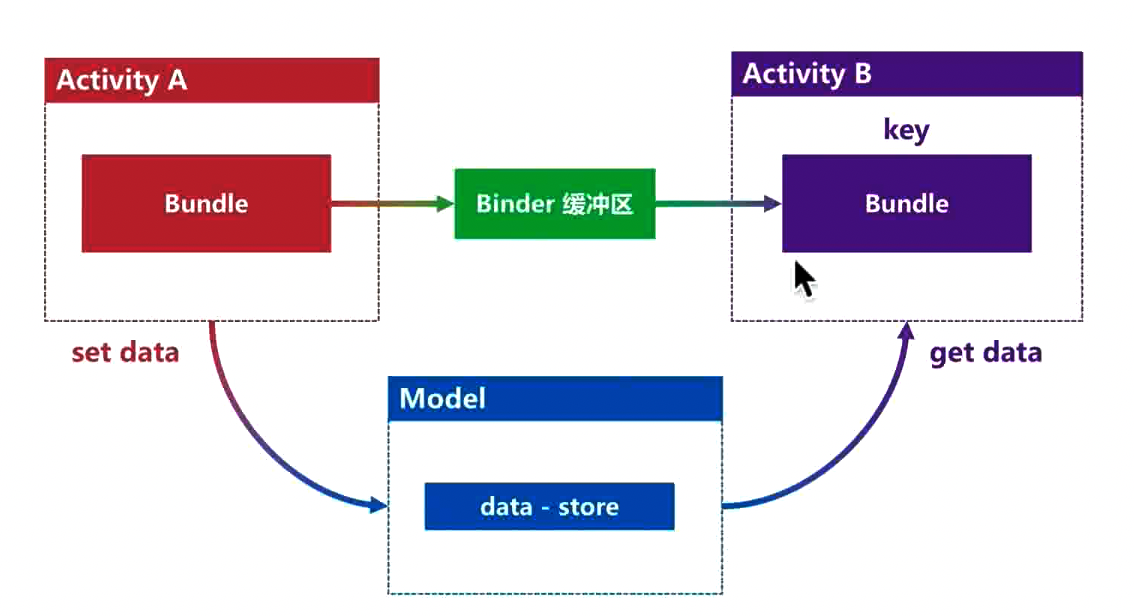 Activity A
Activity B
key
Bundle
Binder 缓冲区
Bundle
set data
get data
Model
data - store